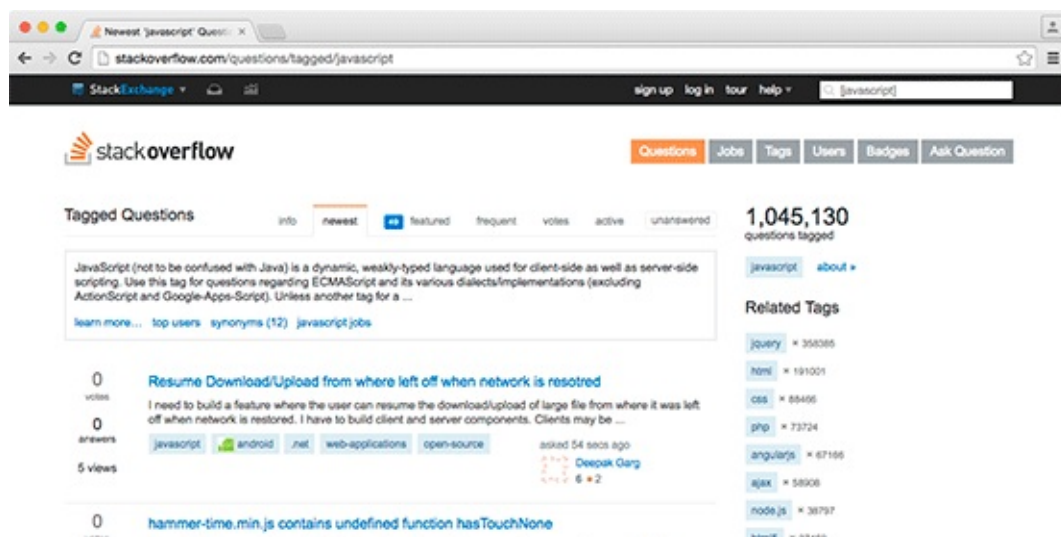 Newest 'javascript' Questi
stackoverflow.com/questions/tagged/javascript
StackExchange
sign up log in tour help
[javascript]
stackoverflow
Questions Jobs Tags Users Badges Ask Question
Tagged Questions
info newest 49 featured frequent votes active unanswered
1,045,130
questions tagged
javascript about »
JavaScript (not to be confused with Java) is a dynamic, weakly-typed language used for client-side as well as server-side
scripting. Use this tag for questions regarding ECMAScript and its various dialects/implementations (excluding
ActionScript and Google-Apps-Script). Unless another tag for a ...
learn more... top users synonyms (12) javascript jobs
Related Tags
jquery × 358385
html × 191001
css × 88466
php × 73724
angularjs × 67166
ajax × 58908
node.js × 38797
0
votes
0
answers
5 views
Resume Download/Upload from where left off when network is resotred
I need to build a feature where the user can resume the download/upload of large file from where it was left
off when network is restored. I have to build client and server components. Clients may be ...
javascript android .net web-applications open-source
asked 54 secs ago
Deepak Garg
6 ●2
0
hammer-time.min.js contains undefined function hasTouchNone